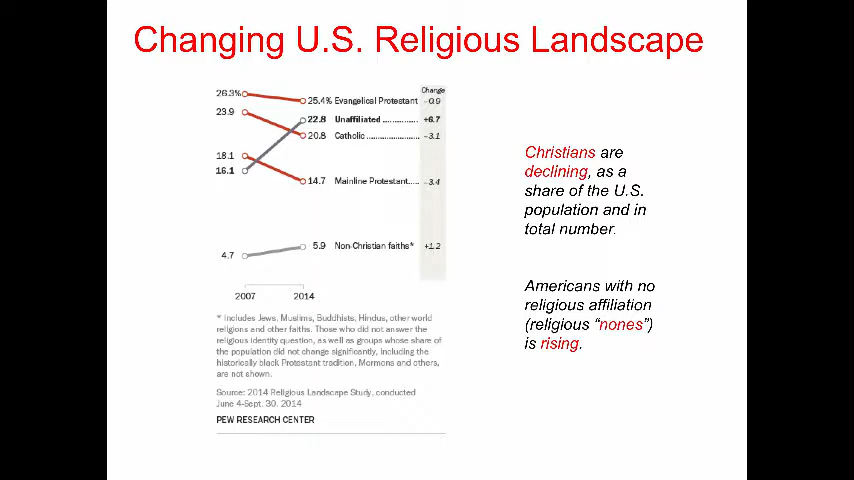 Changing U.S. Religious Landscape
Change
26.3%
25.4% Evangelical Protestant –0.9
23.9
22.8 Unaffiliated .............. +6.7
20.8 Catholic ..................... –3.1
18.1
16.1
14.7 Mainline Protestant..... –3.4
5.9 Non-Christian faiths* +1.2
4.7
2007 2014
* Includes Jews, Muslims, Buddhists, Hindus, other world
religions and other faiths. Those who did not answer the
religious identity question, as well as groups whose share of
the population did not change significantly, including the
historically black Protestant tradition, Mormons and others,
are not shown.
Source: 2014 Religious Landscape Study, conducted
June 4-Sept. 30, 2014
PEW RESEARCH CENTER
Christians are
declining, as a
share of the U.S.
population and in
total number.
Americans with no
religious affiliation
(religious “nones”)
is rising.